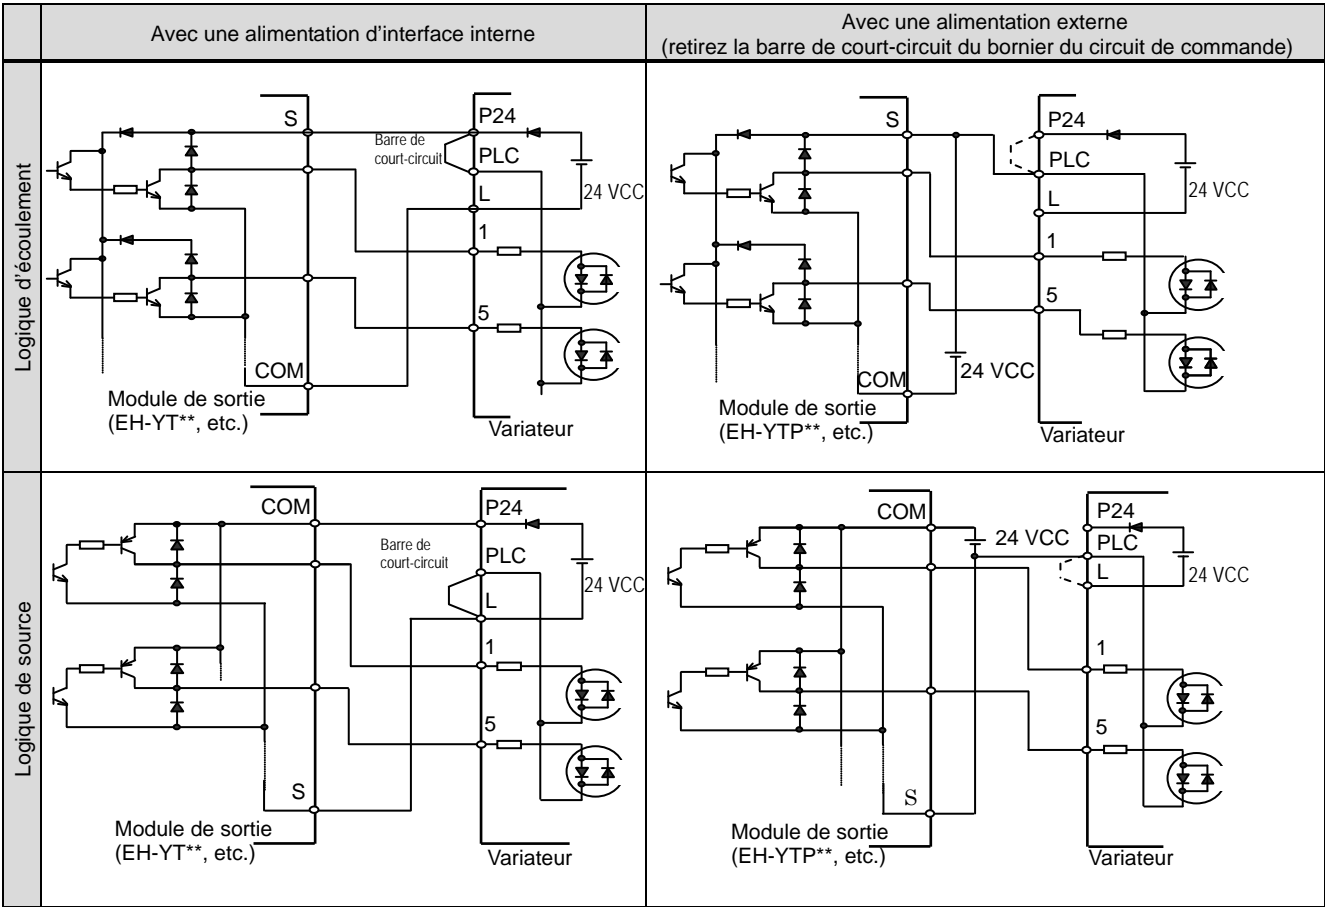 Avec une alimentation d'interface interne
Avec une alimentation externe
(retirez la barre de court-circuit du bornier du circuit de commande)
Logique d'écoulement
S
P24
Barre de
court-circuit
PLC
L
24 VCC
1
5
COM
Module de sortie
(EH-YT**, etc.)
Variateur
S
P24
PLC
L
24 VCC
1
5
24 VCC
COM
Module de sortie
(EH-YTP**, etc.)
Variateur
Logique de source
COM
P24
Barre de
court-circuit
PLC
24 VCC
L
1
5
S
Module de sortie
(EH-YT**, etc.)
Variateur
COM
P24
24 VCC
PLC
L
24 VCC
1
5
S
Module de sortie
(EH-YTP**, etc.)
Variateur